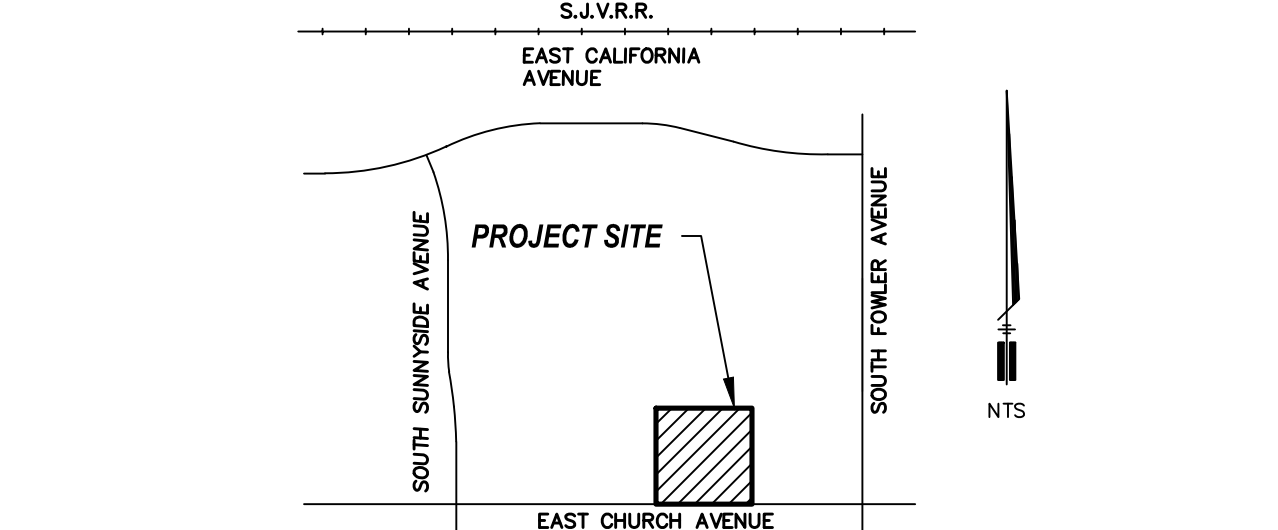 S.J.V.R.R.
EAST CALIFORNIA
AVENUE
SOUTH SUNNYSIDE AVENUE
PROJECT SITE
SOUTH FOWLER AVENUE
NTS
EAST CHURCH AVENUE